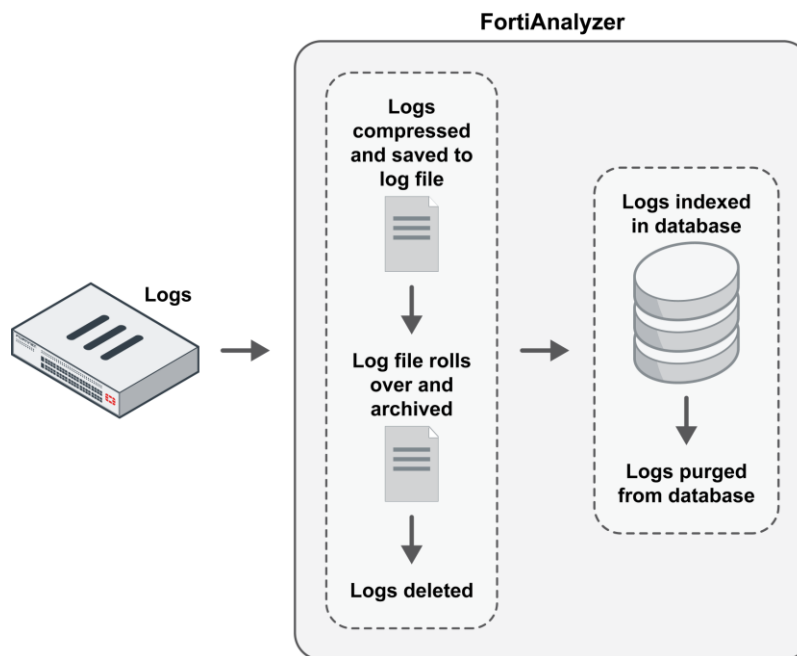 FortiAnalyzer
Logs
Logs
compressed
and saved to
log file
Log file rolls
over and
archived
Logs deleted
Logs indexed
in database
Logs purged
from database